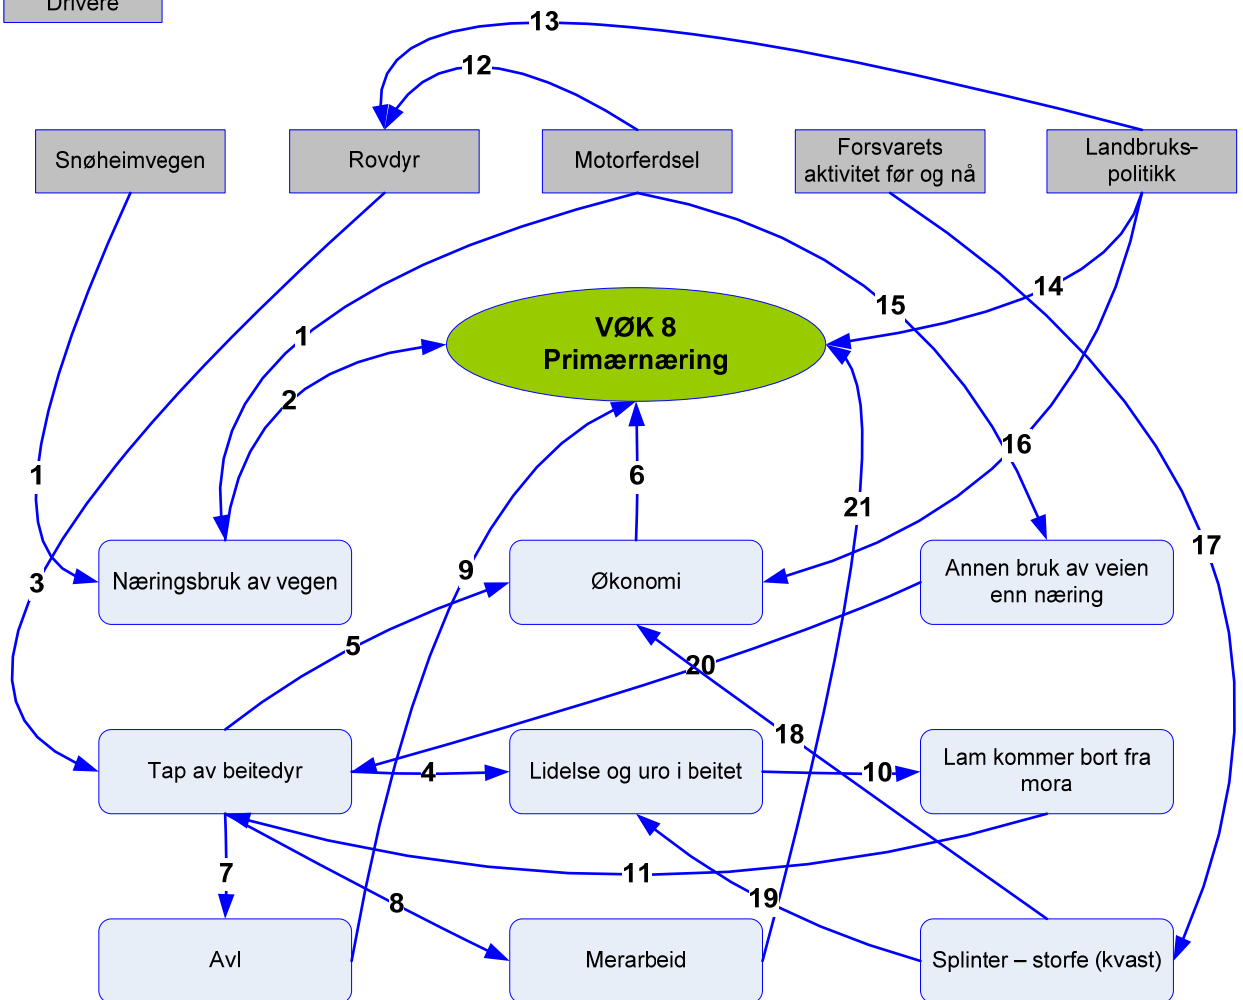 Drivere
13
12
Snøheimvegen
Rovdyr
Motorferdsel
Forsvarets
aktivitet før og nå
Landbruks-
politikk
14
15
1
VØK 8
Primærnæring
2
16
1
6
21
17
3
9
Næringsbruk av vegen
Økonomi
Annen bruk av veien
enn næring
5
20
18
Tap av beitedyr
4
Lidelse og uro i beitet
10
Lam kommer bort fra
mora
7
11
8
19
Avl
Merarbeid
Splinter – storfe (kvast)